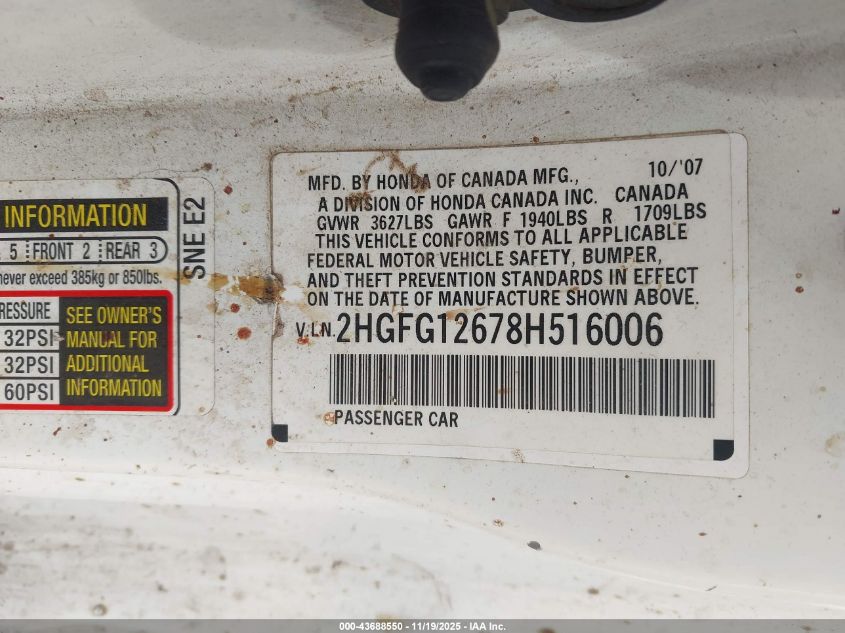 INFORMATION
5 FRONT 2 REAR 3
never exceed 385kg or 850lbs.
RESSURE
32PSI
32PSI
60PSI
SEE OWNER'S
MANUAL FOR
ADDITIONAL
INFORMATION
SNE E2
MFD. BY HONDA OF CANADA MFG., 10/'07
A DIVISION OF HONDA CANADA INC. CANADA
GVWR 3627LBS GAWR F 1940LBS R 1709LBS
THIS VEHICLE CONFORMS TO ALL APPLICABLE
FEDERAL MOTOR VEHICLE SAFETY, BUMPER,
AND THEFT PREVENTION STANDARDS IN EFFECT
ON THE DATE OF MANUFACTURE SHOWN ABOVE.
V.I.N. 2HGFG12678H516006
PASSENGER CAR
000-43688550 — 11/19/2025 — IAA Inc.